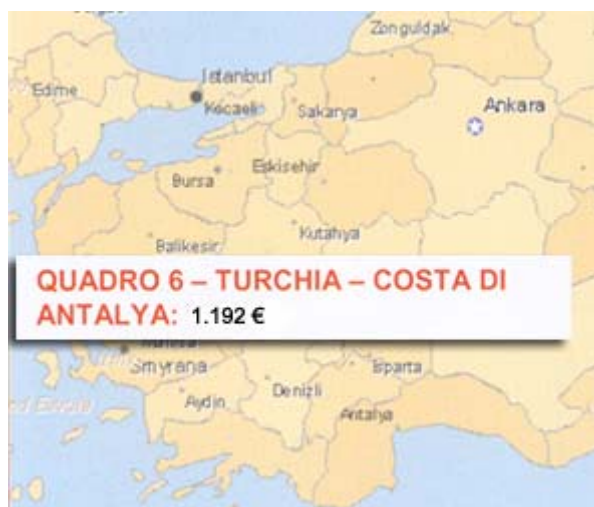 Zonguldak
Istanbul
Edirne
Kocaeli
Sakarya
Ankara
Eskisehir
Bursa
Kutahya
Balikesir
QUADRO 6 – TURCHIA – COSTA DI
ANTALYA: 1.192 €
Smyrana
Isparta
Denizli
Aydin
Antalya